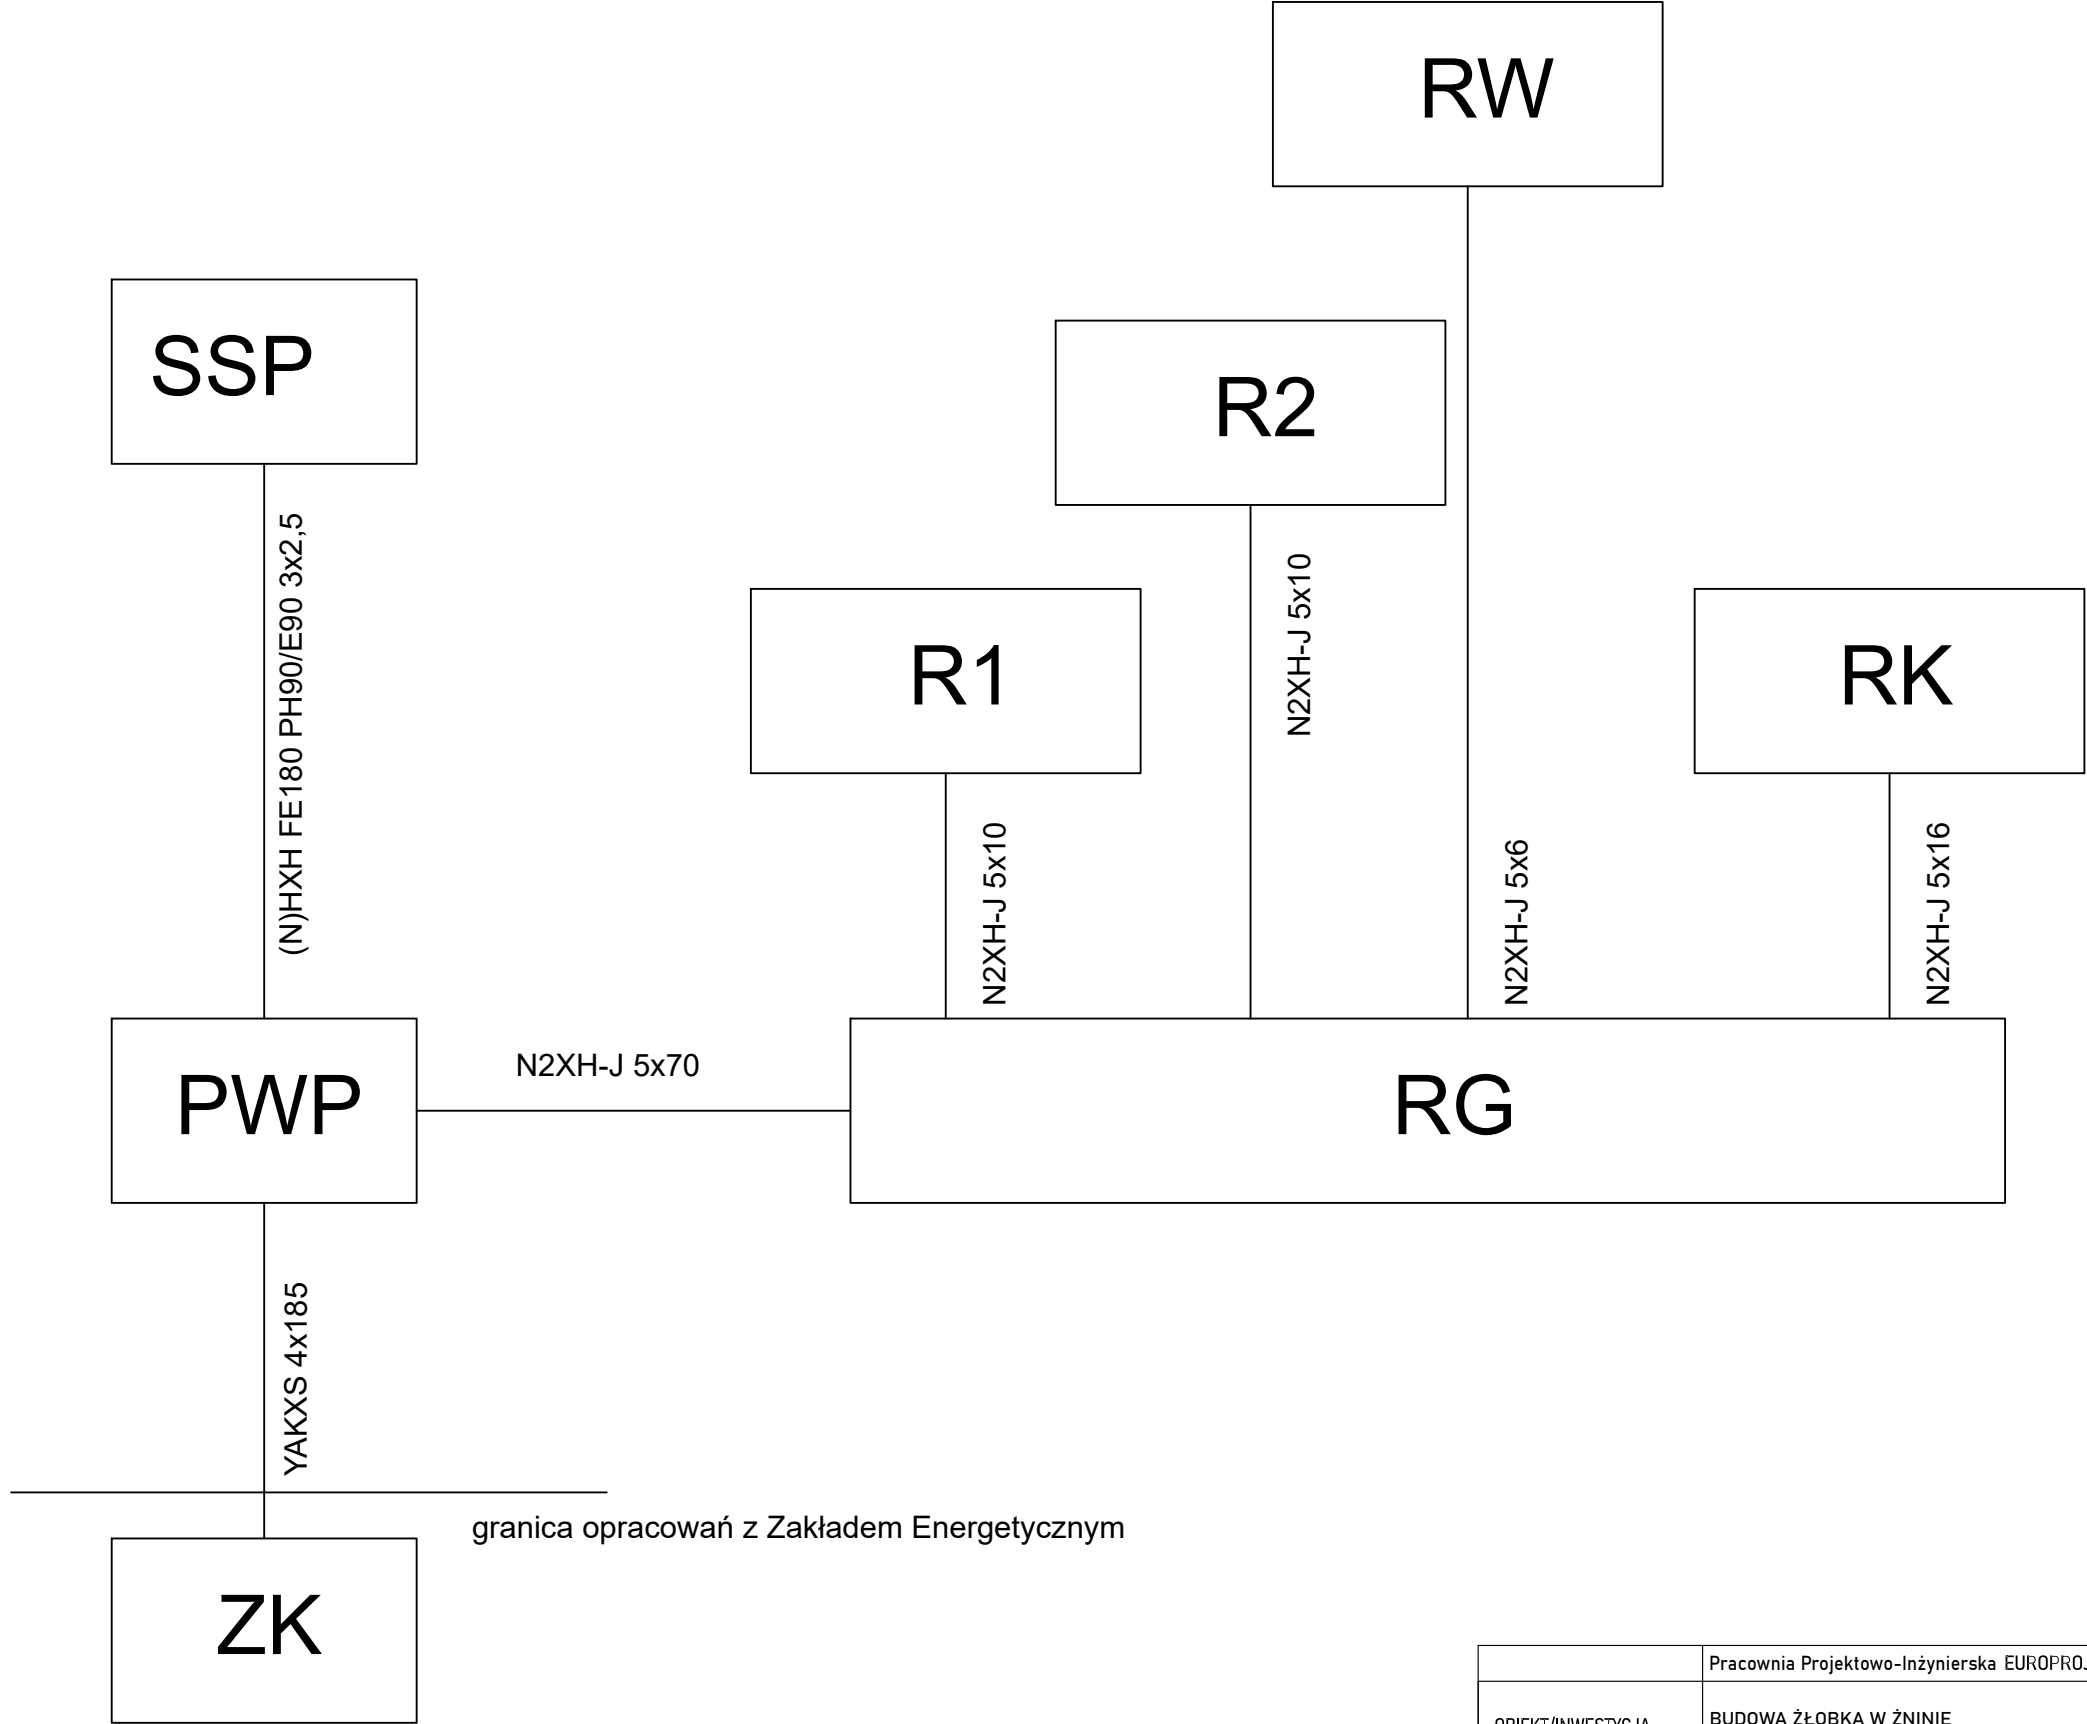 RW
SSP
R2
(N)HXH FE180 PH90/E90 3x2,5
N2XH-J 5x10
R1
RK
N2XH-J 5x10
N2XH-J 5x6
N2XH-J 5x16
PWP
N2XH-J 5x70
RG
YAKXS 4x185
granica opracowań z Zakładem Energetycznym
ZK
Pracownia Projektowo-Inżynierska
BUDOWA ŻŁOBKA W ŻNINIE